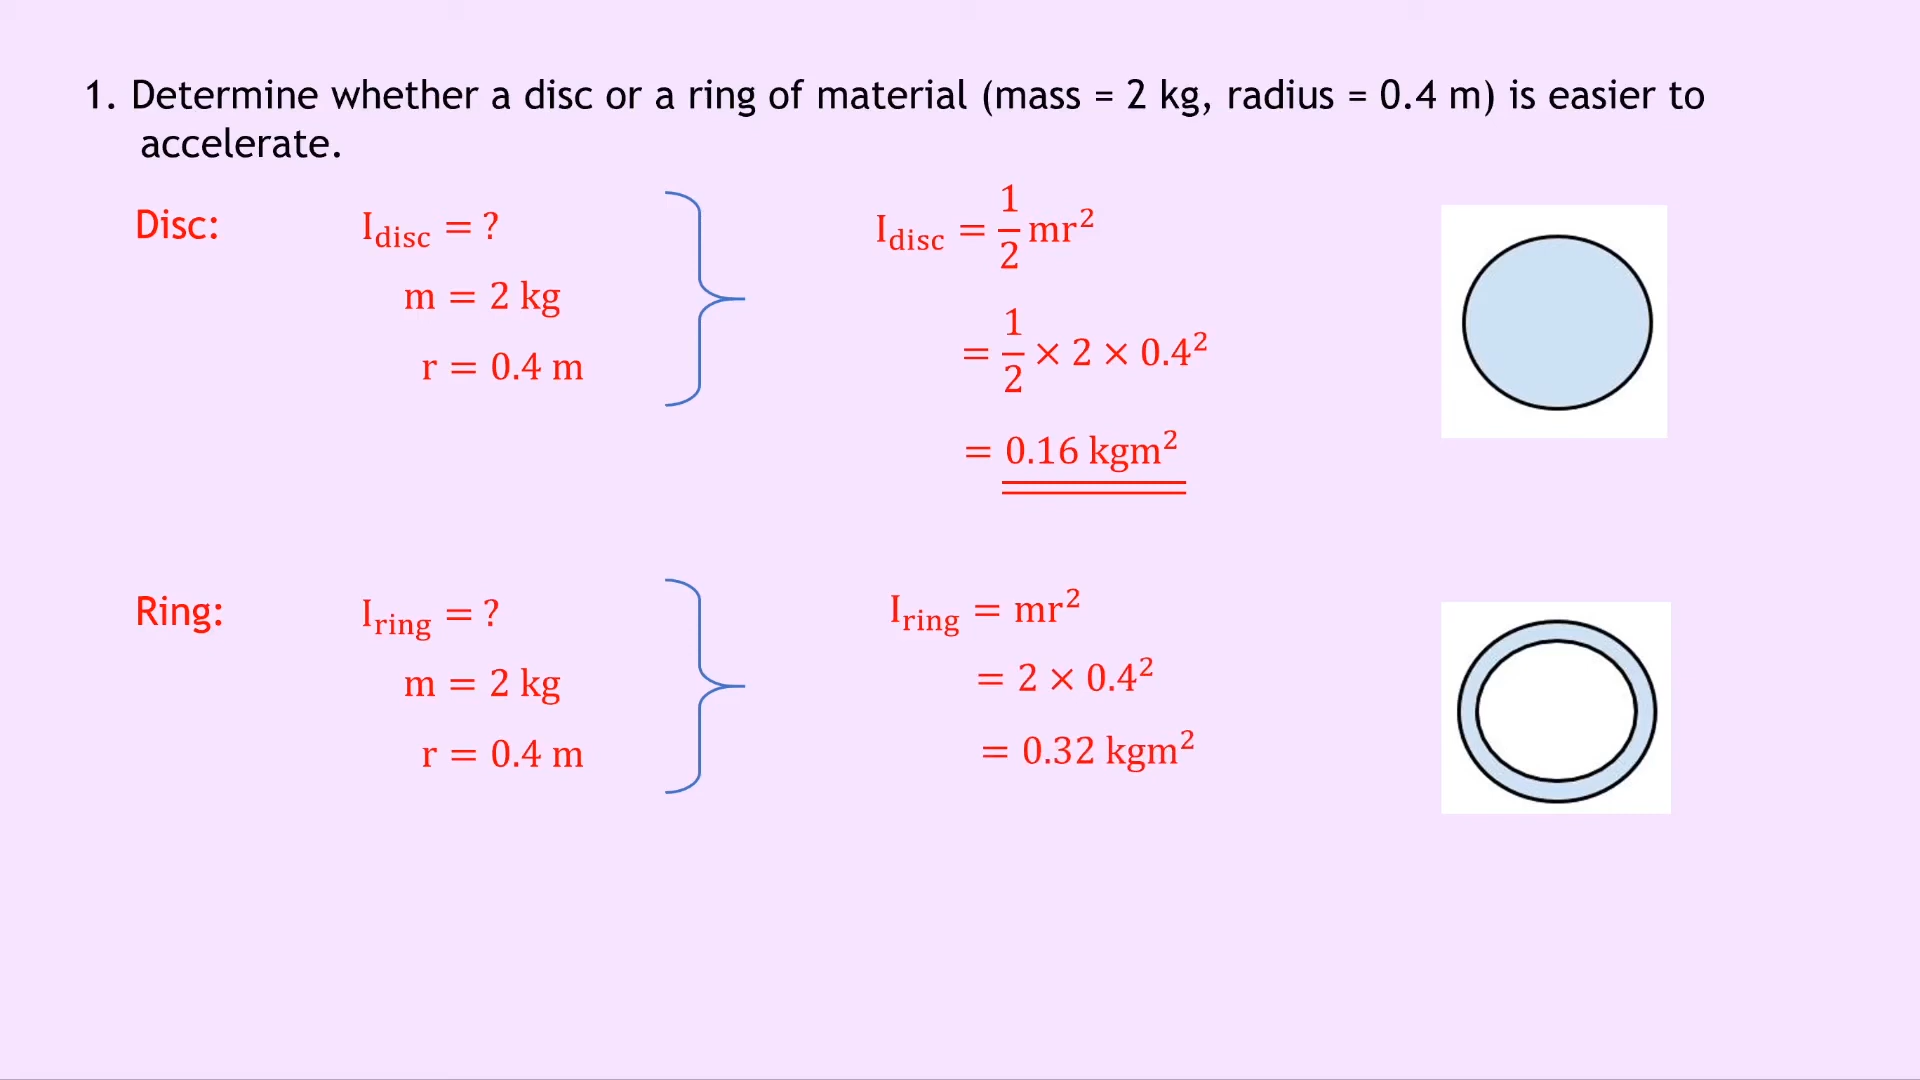 1. Determine whether a disc or a ring of material (mass = 2 kg, radius = 0.4 m) is easier to
accelerate.
Disc:
I_disc = ?
m = 2 kg
r = 0.4 m
I_disc = 1/2 mr²
= 1/2 × 2 × 0.4²
= 0.16 kgm²
Ring:
I_ring = ?
m = 2 kg
r = 0.4 m
I_ring = mr²
= 2 × 0.4²
= 0.32 kgm²